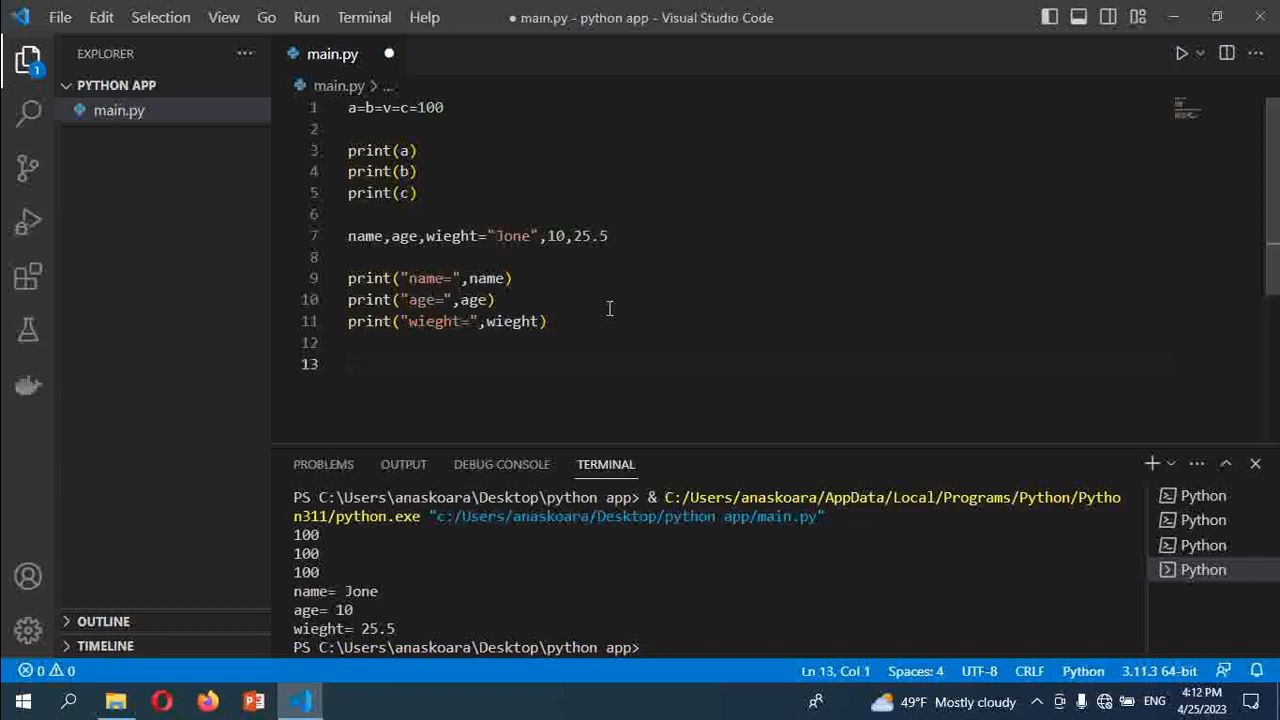 File Edit Selection View Go Run Terminal Help
● main.py - python app - Visual Studio Code
EXPLORER
main.py
PYTHON APP
main.py
main.py > ...
1 a=b=v=c=100
2
3 print(a)
4 print(b)
5 print(c)
6
7 name,age,wieght="Jone",10,25.5
8
9 print("name=",name)
10 print("age=",age)
11 print("wieght=",wieght)
12
13
1
PROBLEMS OUTPUT DEBUG CONSOLE TERMINAL
PS C:\Users\anaskoara\Desktop\python app> & C:/Users/anaskoara/AppData/Local/Programs/Python/Pytho
n311/python.exe "c:/Users/anaskoara/Desktop/python app/main.py"
100
100
100
name= Jone
age= 10
wieght= 25.5
PS C:\Users\anaskoara\Desktop\python app>
Python
Python
Python
Python
OUTLINE
TIMELINE
0 0
Ln 13, Col 1 Spaces: 4 UTF-8 CRLF Python 3.11.3 64-bit
49°F Mostly cloudy
ENG
4:12 PM
4/25/2023